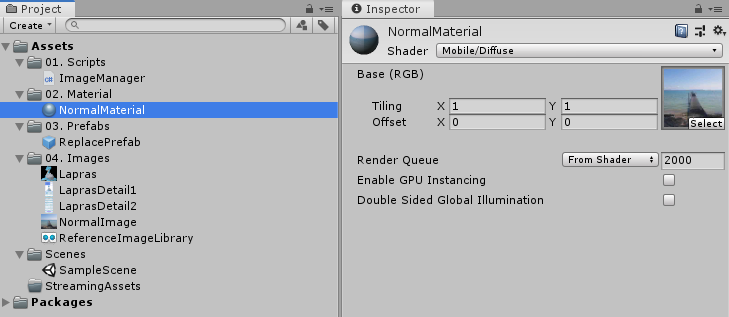 Project
Create
Assets
01. Scripts
ImageManager
02. Material
NormalMaterial
03. Prefabs
ReplacePrefab
04. Images
Lapras
LaprasDetail1
LaprasDetail2
NormalImage
ReferenceImageLibrary
Scenes
SampleScene
StreamingAssets
Packages
Inspector
NormalMaterial
Shader Mobile/Diffuse
Base (RGB)
Tiling X 1 Y 1
Offset X 0 Y 0
Select
Render Queue From Shader 2000
Enable GPU Instancing
Double Sided Global Illumination